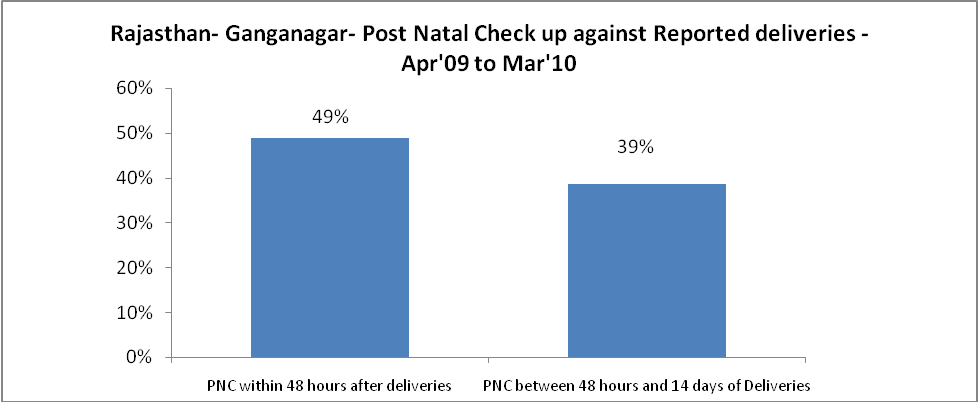 Rajasthan- Ganganagar- Post Natal Check up against Reported deliveries -
Apr'09 to Mar'10
60%
50%
40%
30%
20%
10%
0%
49%
39%
PNC within 48 hours after deliveries
PNC between 48 hours and 14 days of Deliveries